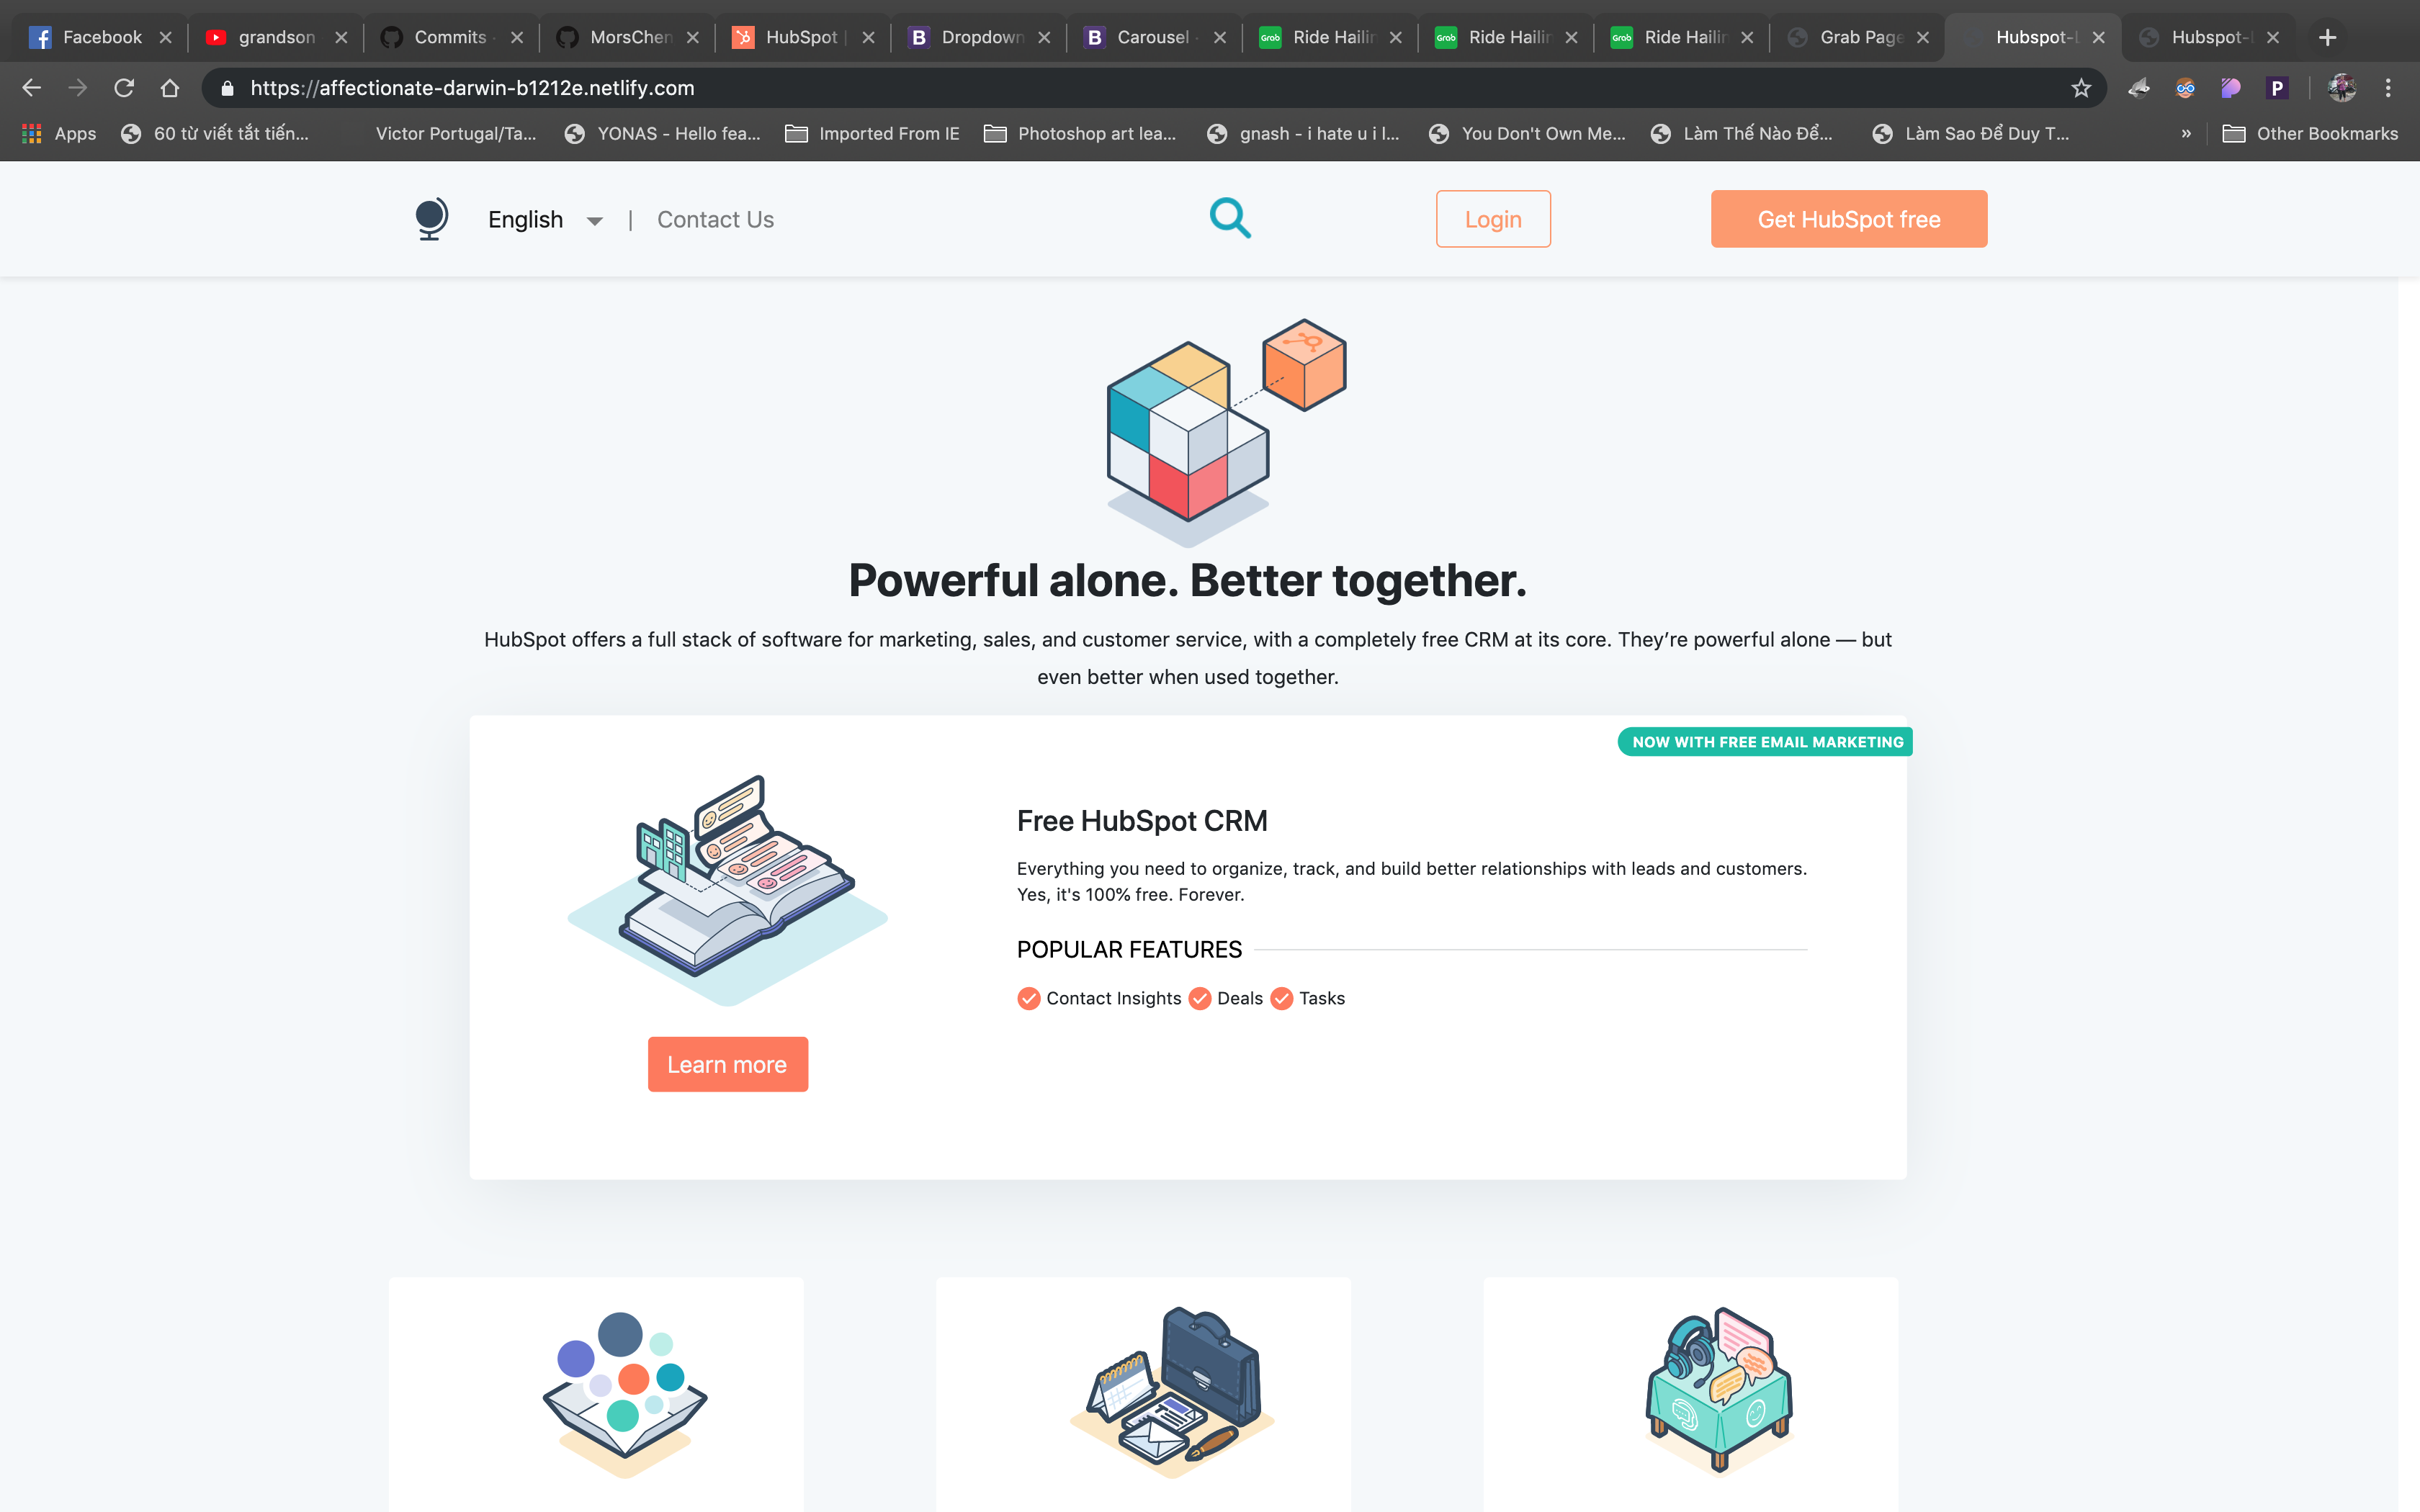 Facebook
grandson
Commits
MorsChen
HubSpot |
B Dropdown
B Carousel
Grab Ride Hailin
Grab Ride Hailin
Grab Ride Hailin
Grab Page
Hubspot-L
Hubspot-
https://affectionate-darwin-b1212e.netlify.com
P
Apps
60 từ viết tắt tiến...
Victor Portugal/Ta...
YONAS - Hello fea...
Imported From IE
Photoshop art lea...
gnash - i hate u i l...
You Don't Own Me...
Làm Thế Nào Để...
Làm Sao Để Duy T...
»
Other Bookmarks
English | Contact Us
Login
Get HubSpot free
Powerful alone. Better together.
HubSpot offers a full stack of software for marketing, sales, and customer service, with a completely free CRM at its core. They’re powerful alone — but
even better when used together.
NOW WITH FREE EMAIL MARKETING
Free HubSpot CRM
Everything you need to organize, track, and build better relationships with leads and customers.
Yes, it's 100% free. Forever.
POPULAR FEATURES
Contact Insights Deals Tasks
Learn more